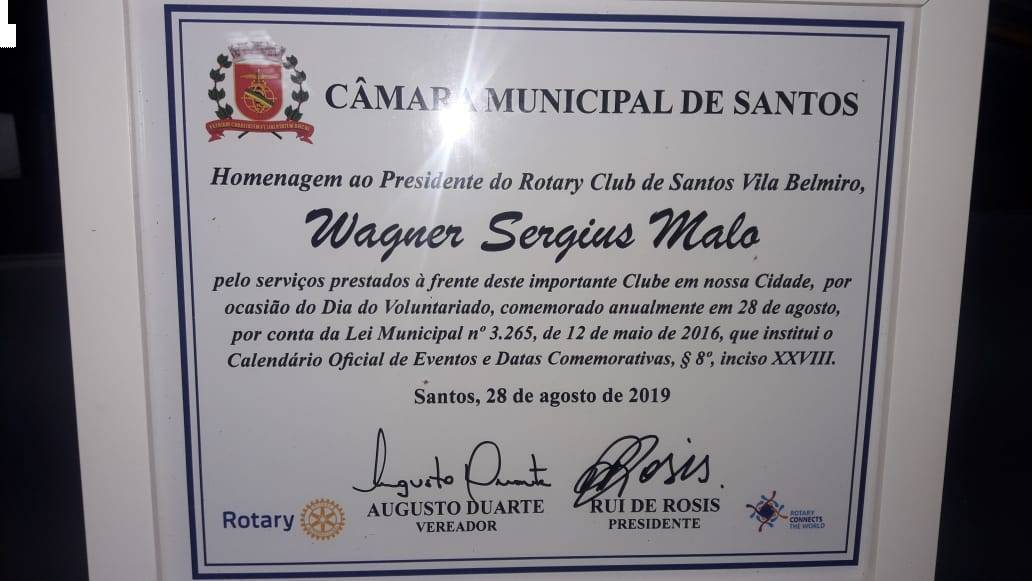 CÂMARA MUNICIPAL DE SANTOS
Homenagem ao Presidente do Rotary Club de Santos Vila Belmiro,
Wagner Sergius Malo
pelo serviços prestados à frente deste importante Clube em nossa Cidade, por
ocasião do Dia do Voluntariado, comemorado anualmente em 28 de agosto,
por conta da Lei Municipal nº 3.265, de 12 de maio de 2016, que institui o
Calendário Oficial de Eventos e Datas Comemorativas, § 8º, inciso XXVIII.
Santos, 28 de agosto de 2019
Augusto Duarte
Rosis
AUGUSTO DUARTE
VEREADOR
RUI DE ROSIS
PRESIDENTE
Rotary
ROTARY
CONNECTS
THE WORLD